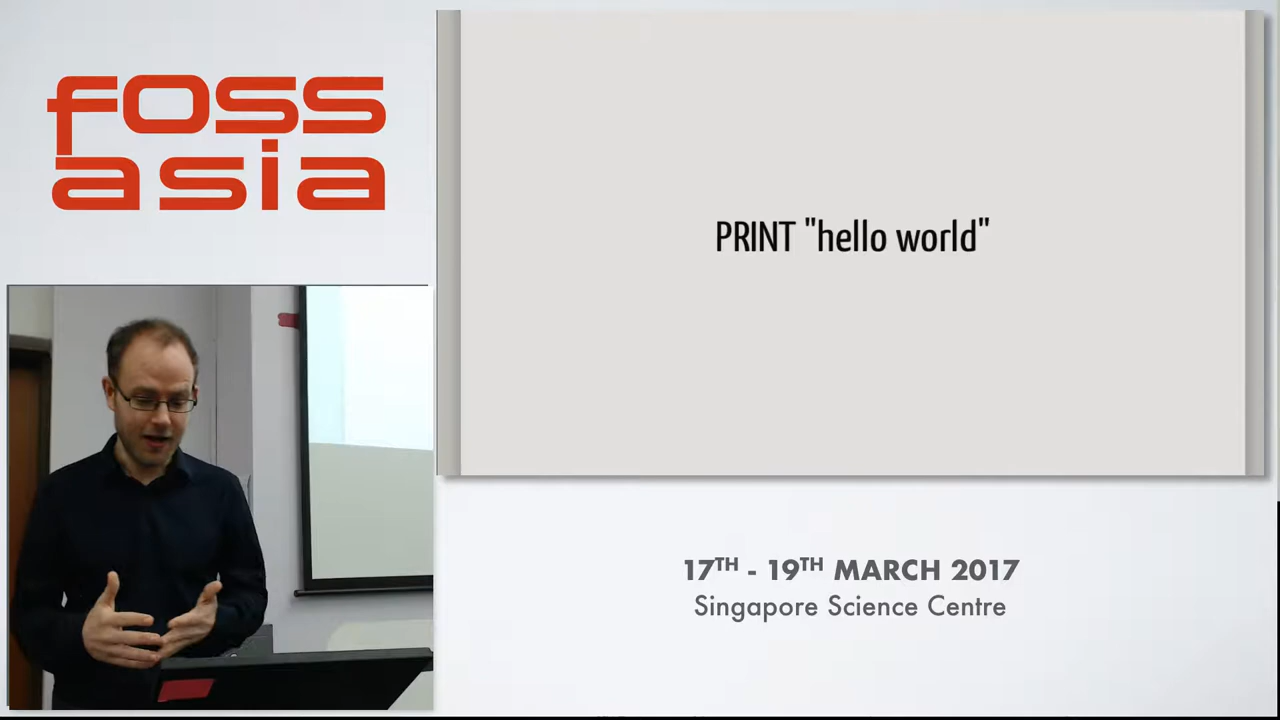 foss
asia
PRINT "hello world"
17TH - 19TH MARCH 2017
Singapore Science Centre